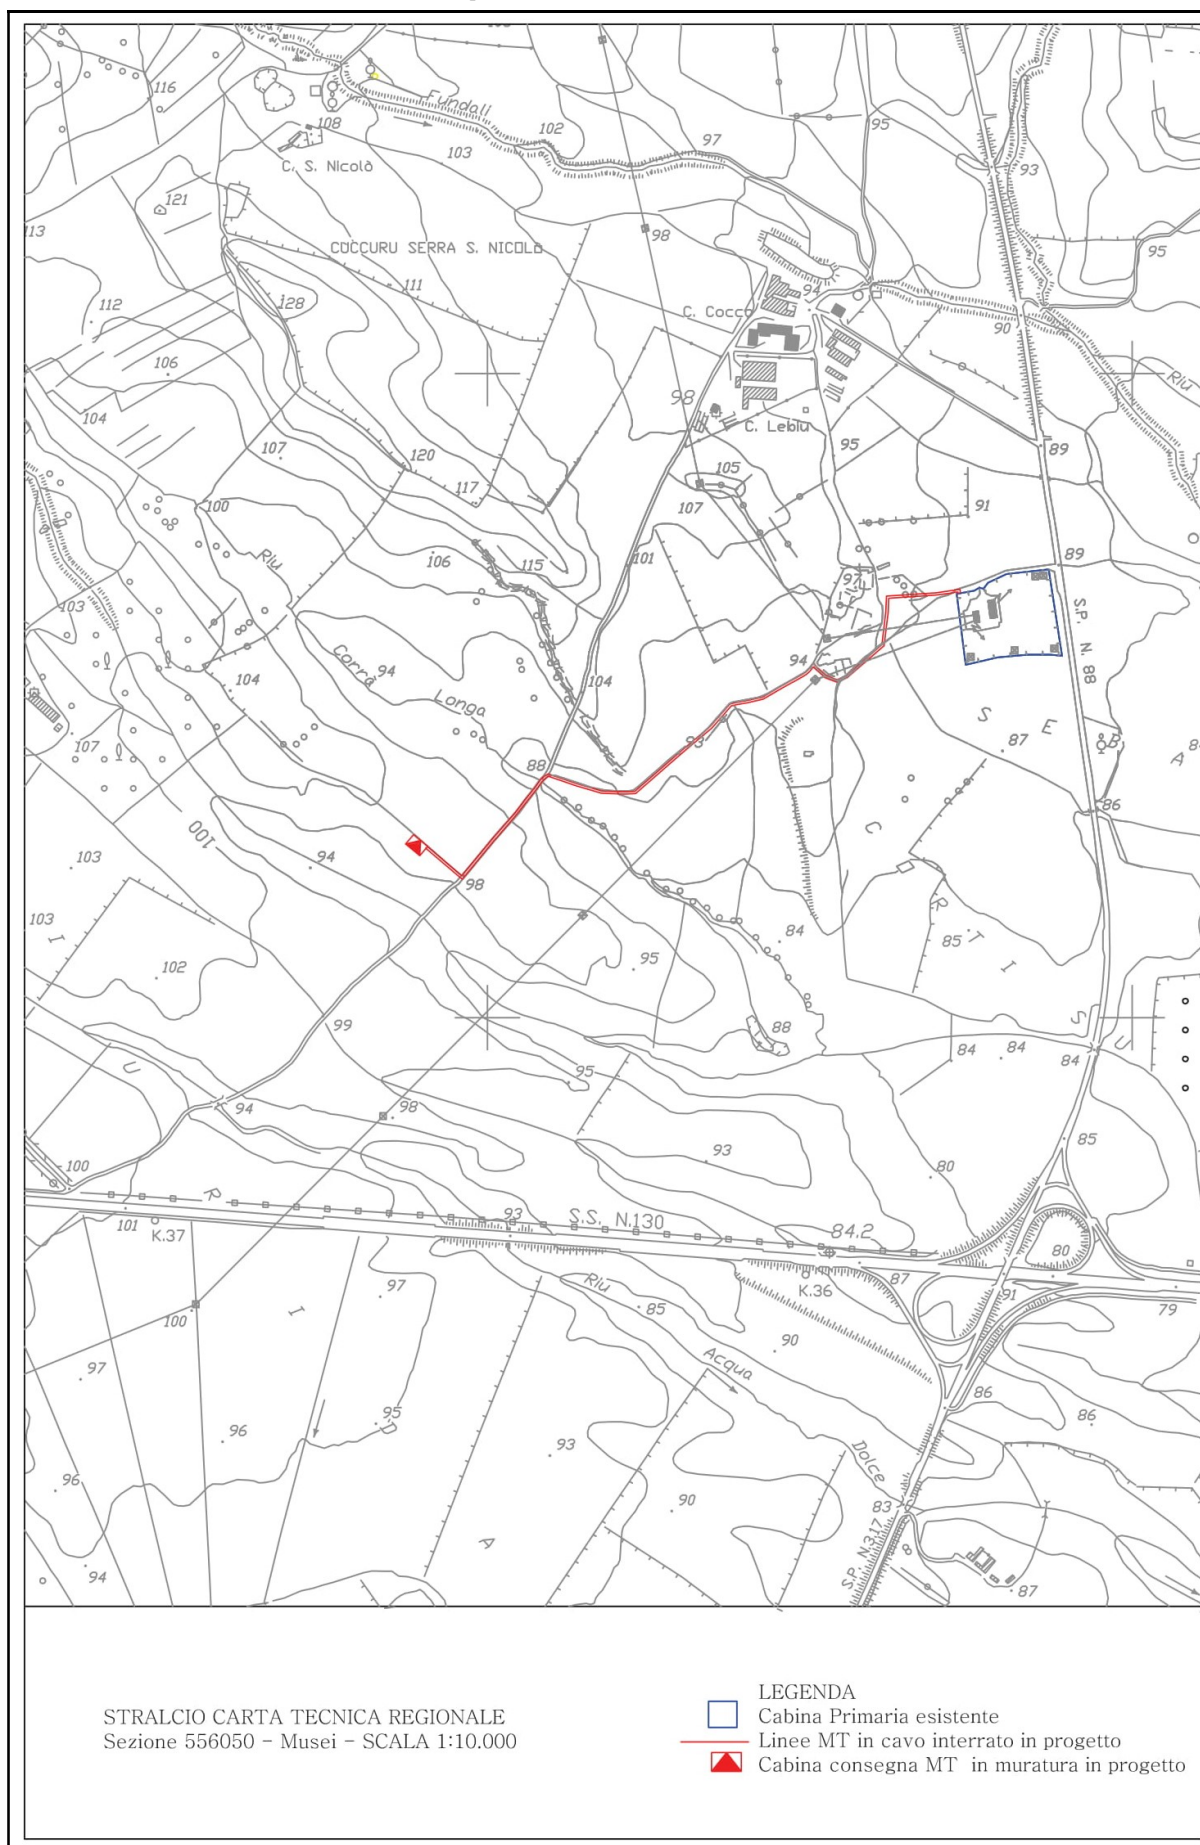 116
Fundali
108
102
97
95
103
C. S. Nicolò
93
121
113
98
CUCCURU SERRA S. NICOLò
95
111
94
128
112
C. Cocco
90
Riu
106
98
104
C. Lebiu
95
89
107
120
105
117
107
91
100
Riu
106
115
101
89
97
103
S.P. N. 88
94
Corra
94
104
104
Longa
S E
107
93
87
A
88
86
100
94
C
103
98
103
R
I
84
85
T
95
I
102
99
88
S
U
84
84
84
U
95
94
98
85
93
100
80
R
93
S.S. N.130
84.2
101
K.37
80
87
97
Riu
K.36
91
I
85
79
100
90
Acqua
97
86
95
86
96
93
Dolce
96
90
83
A
S.P. N.317
94
87
STRALCIO CARTA TECNICA REGIONALE
Sezione 556050 - Musei - SCALA 1:10.000
LEGENDA
Cabina Primaria esistente
Linee MT in cavo interrato in progetto
Cabina consegna MT in muratura in progetto